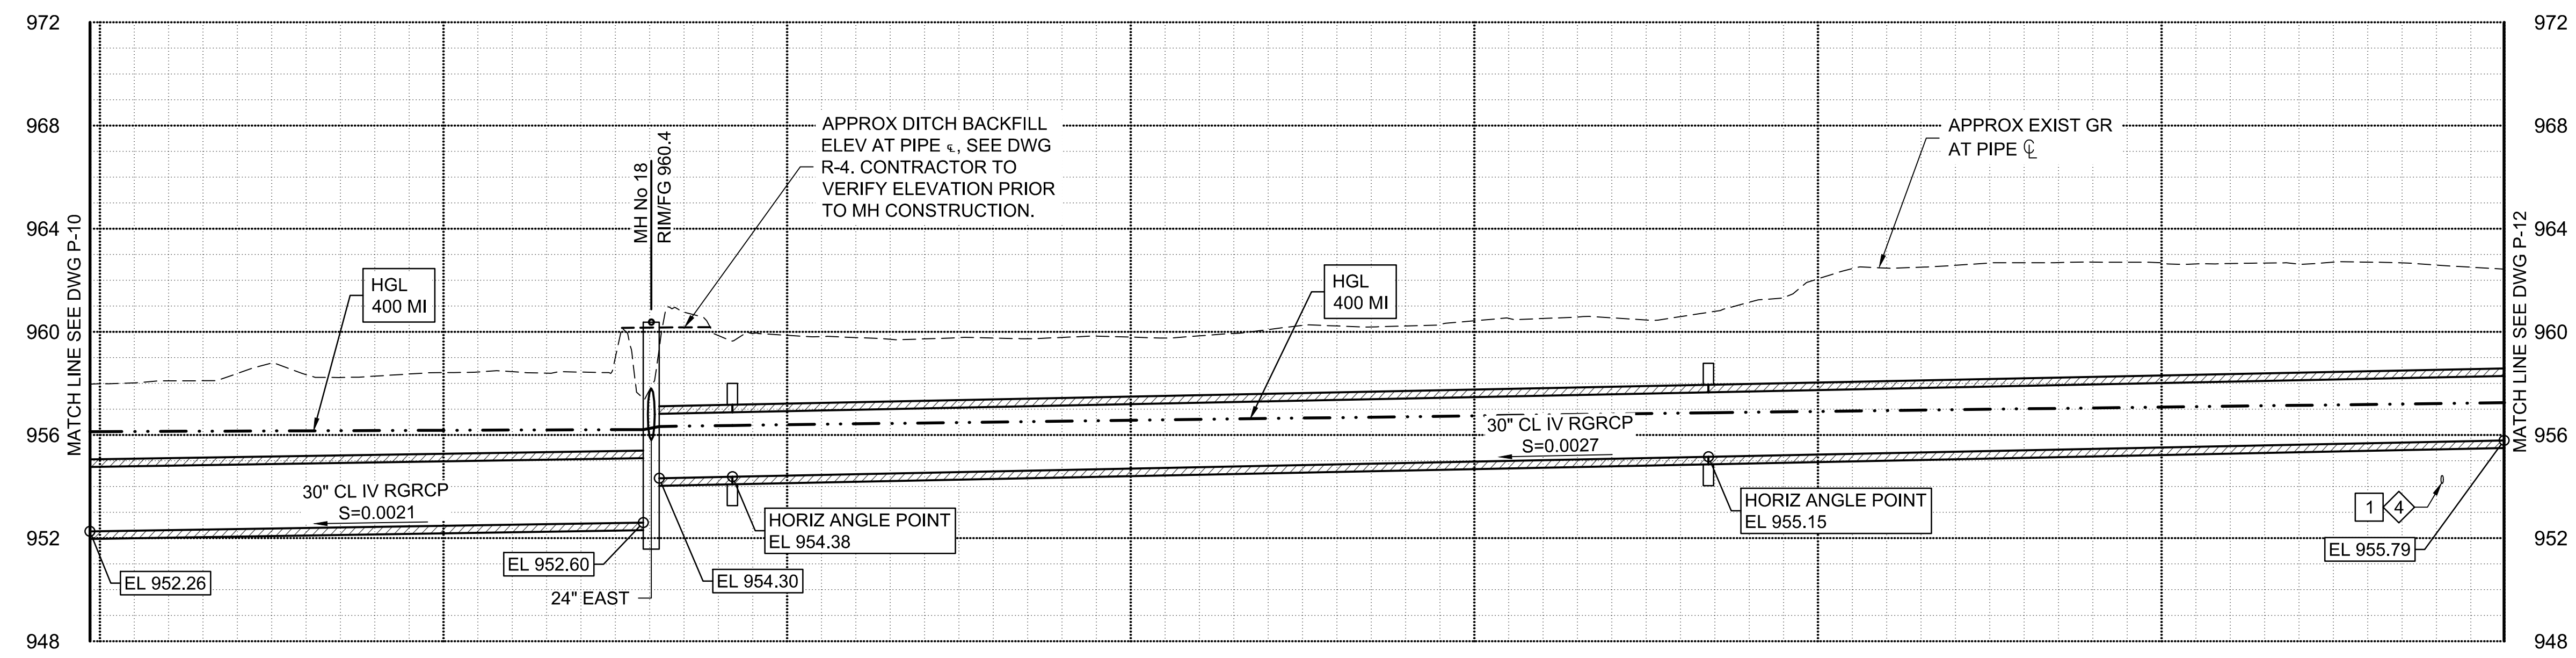 972
968
964
960
956
952
948
MATCH LINE SEE DWG P-10
HGL
400 MI
30" CL IV RGRCP
S=0.0021
EL 952.26
EL 952.60
24" EAST
MH No 18
RIM/FG 960.4
APPROX DITCH BACKFILL
ELEV AT PIPE ℄, SEE DWG
R-4. CONTRACTOR TO
VERIFY ELEVATION PRIOR
TO MH CONSTRUCTION.
EL 954.30
HORIZ ANGLE POINT
EL 954.38
HGL
400 MI
30" CL IV RGRCP
S=0.0027
HORIZ ANGLE POINT
EL 955.15
APPROX EXIST GR
AT PIPE ℄
1 4
EL 955.79
MATCH LINE SEE DWG P-12
972
968
964
960
956
952
948